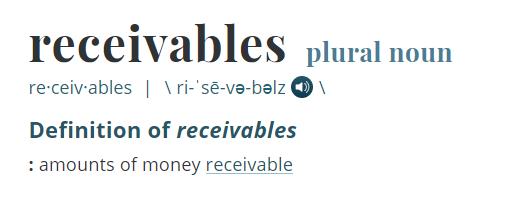 receivables plural noun
re·ceiv·ables | \ ri-ˈsē-və-bəlz \
Definition of receivables
: amounts of money receivable